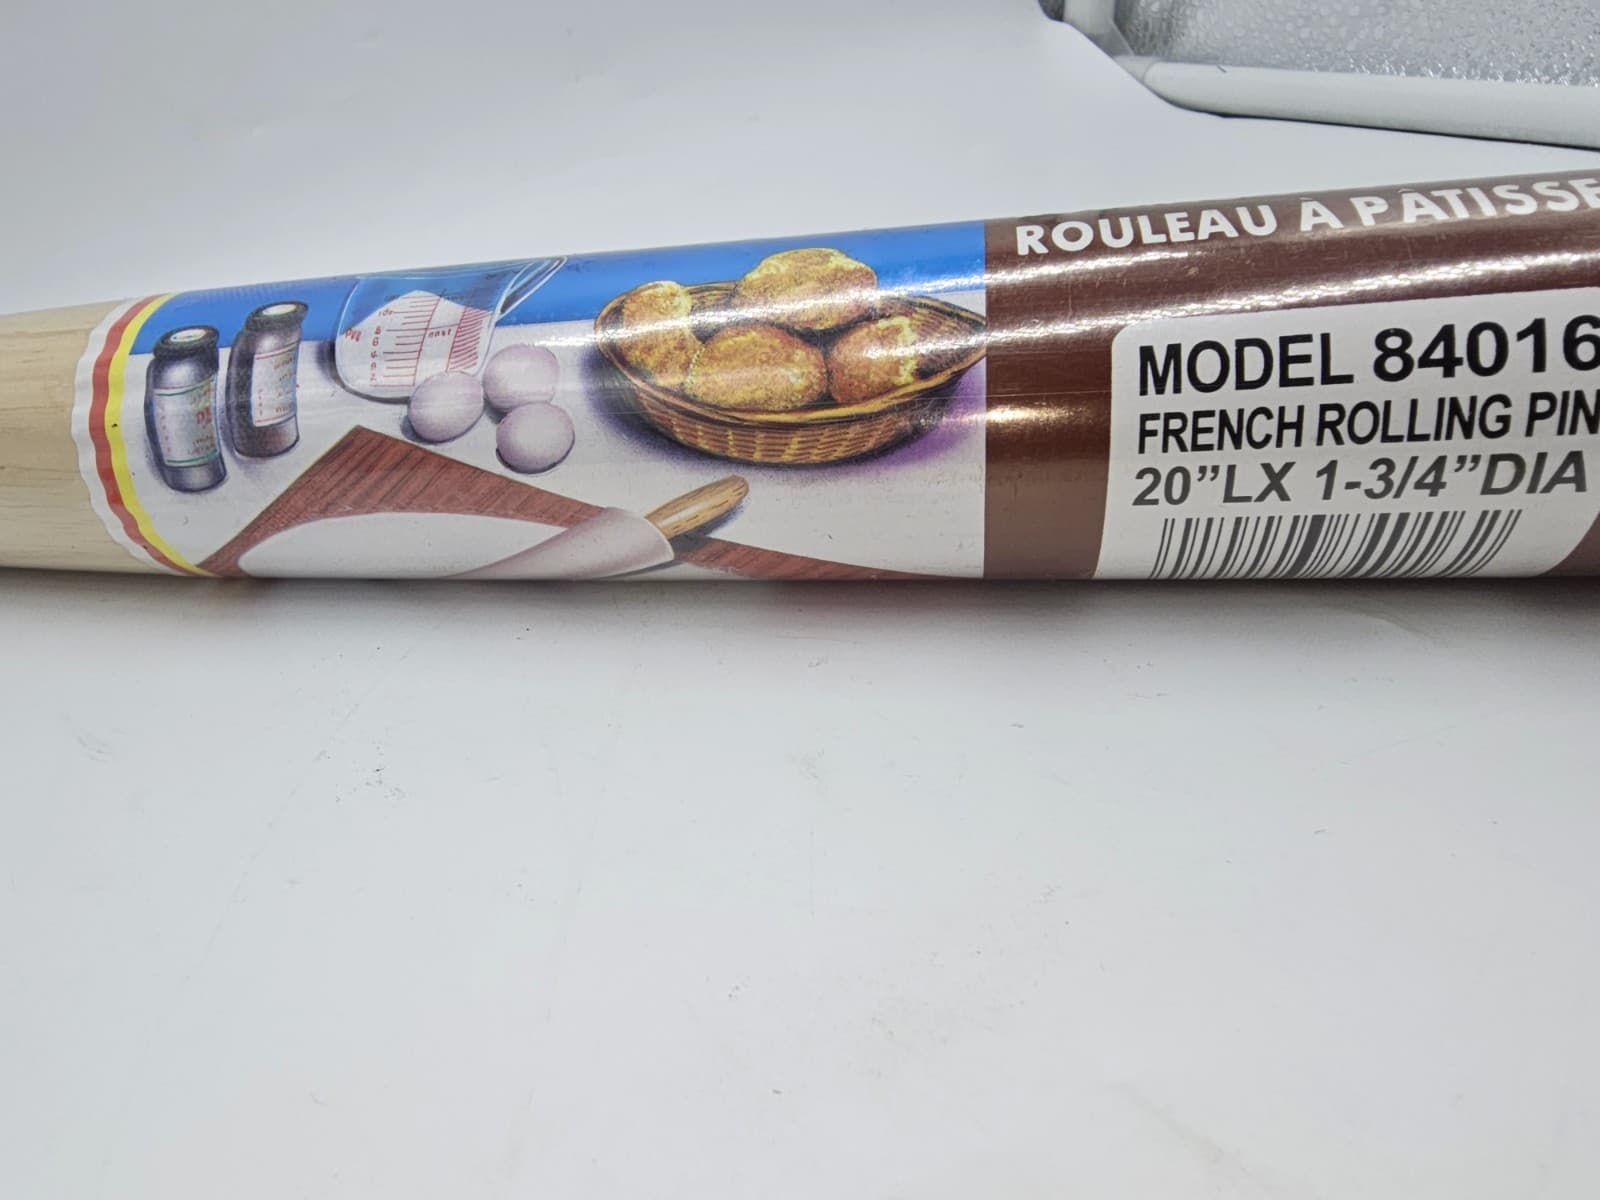 ROULEAU À PÂTISSE
MODEL 84016
FRENCH ROLLING PIN
20"LX 1-3/4"DIA